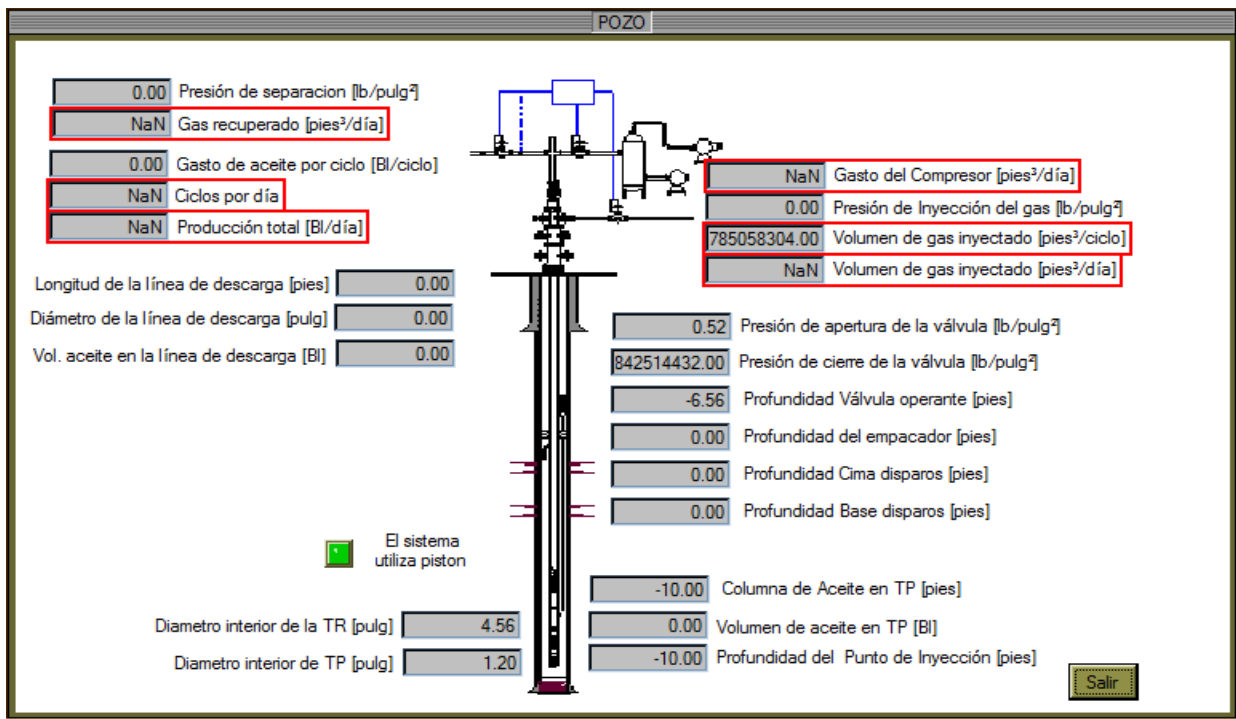 POZO
0.00 Presión de separacion [lb/pulg²]
NaN Gas recuperado [pies³/día]
0.00 Gasto de aceite por ciclo [Bl/ciclo]
NaN Ciclos por día
NaN Producción total [Bl/día]
NaN Gasto del Compresor [pies³/día]
0.00 Presión de Inyección del gas [lb/pulg²]
785058304.00 Volumen de gas inyectado [pies³/ciclo]
NaN Volumen de gas inyectado [pies³/día]
Longitud de la línea de descarga [pies] 0.00
Diámetro de la línea de descarga [pulg] 0.00
Vol. aceite en la línea de descarga [Bl] 0.00
0.52 Presión de apertura de la válvula [lb/pulg²]
842514432.00 Presión de cierre de la válvula [lb/pulg²]
-6.56 Profundidad Válvula operante [pies]
0.00 Profundidad del empacador [pies]
0.00 Profundidad Cima disparos [pies]
0.00 Profundidad Base disparos [pies]
El sistema
utiliza piston
Diametro interior de la TR [pulg] 4.56
Diametro interior de TP [pulg] 1.20
-10.00 Columna de Aceite en TP [pies]
0.00 Volumen de aceite en TP [Bl]
-10.00 Profundidad del Punto de Inyección [pies]
Salir